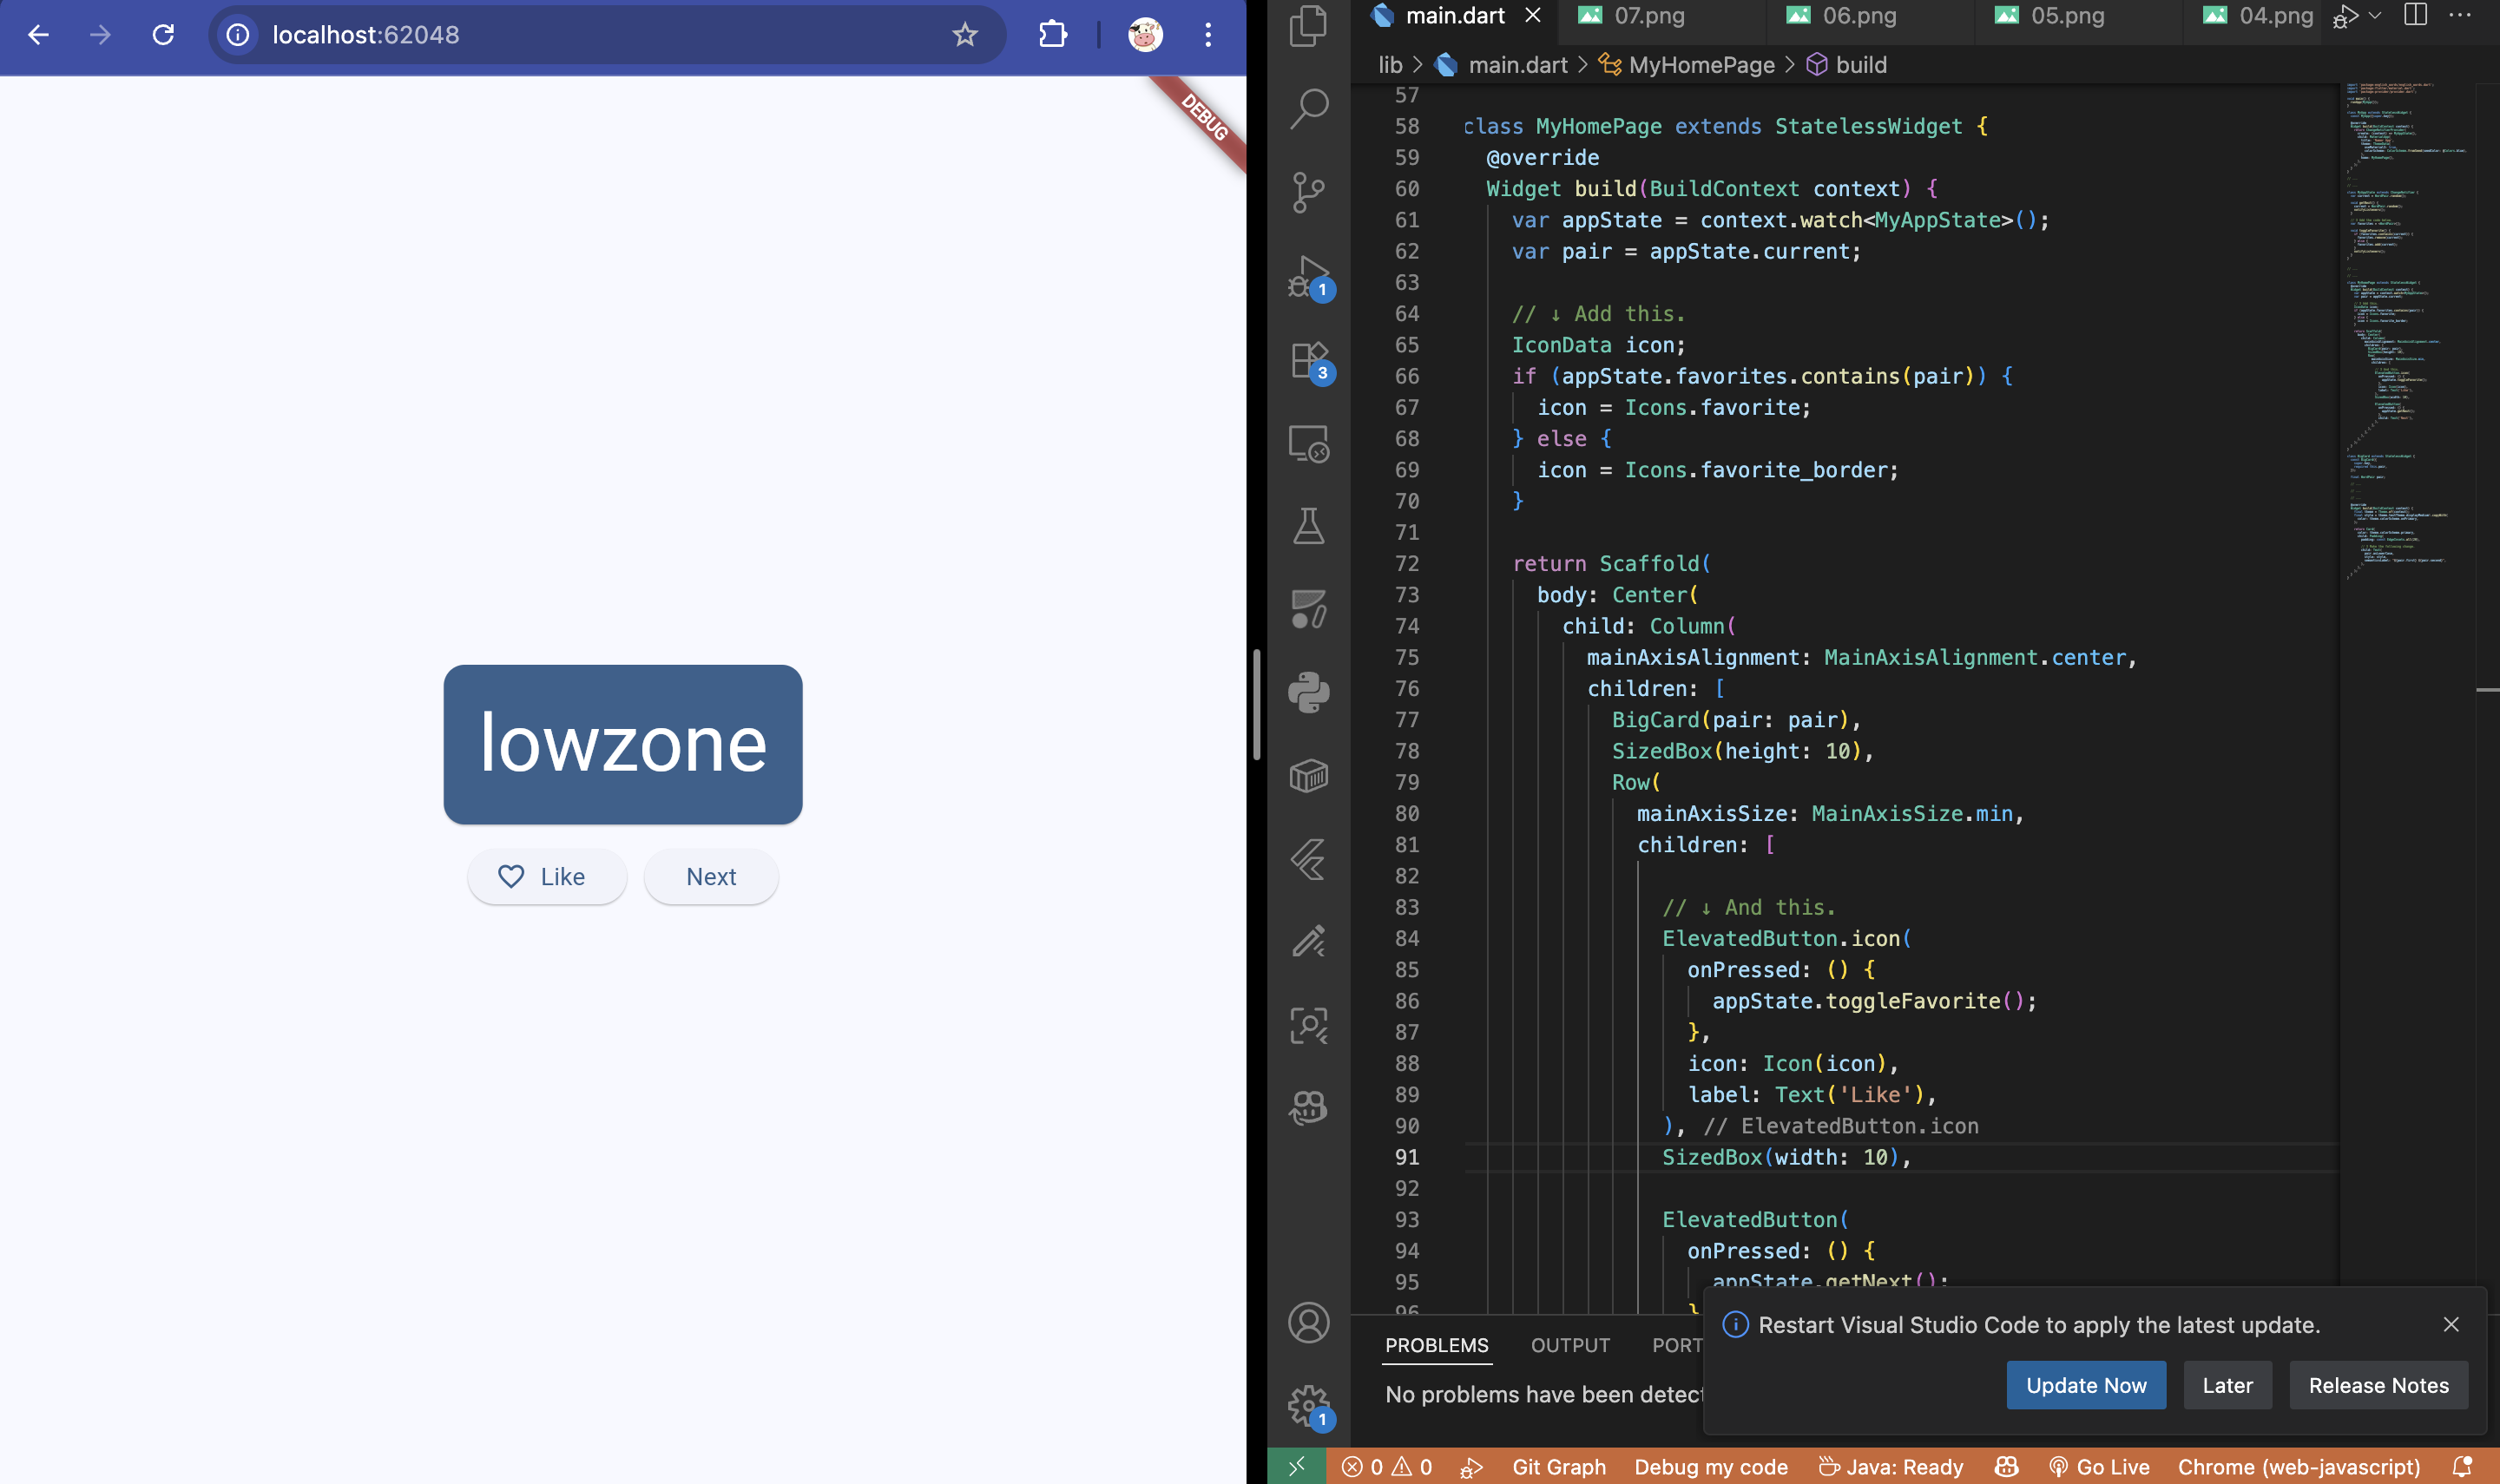 localhost:62048
DEBUG
lowzone
Like
Next
main.dart
07.png
06.png
05.png
04.png
lib > main.dart > MyHomePage > build
57
58 class MyHomePage extends StatelessWidget {
59 @override
60 Widget build(BuildContext context) {
61 var appState = context.watch<MyAppState>();
62 var pair = appState.current;
63
64 // ↓ Add this.
65 IconData icon;
66 if (appState.favorites.contains(pair)) {
67 icon = Icons.favorite;
68 } else {
69 icon = Icons.favorite_border;
70 }
71
72 return Scaffold(
73 body: Center(
74 child: Column(
75 mainAxisAlignment: MainAxisAlignment.center,
76 children: [
77 BigCard(pair: pair),
78 SizedBox(height: 10),
79 Row(
80 mainAxisSize: MainAxisSize.min,
81 children: [
82
83 // ↓ And this.
84 ElevatedButton.icon(
85 onPressed: () {
86 appState.toggleFavorite();
87 },
88 icon: Icon(icon),
89 label: Text('Like'),
90 ), // ElevatedButton.icon
91 SizedBox(width: 10),
92
93 ElevatedButton(
94 onPressed: () {
95 appState.getNext();
96 }
1
3
1
PROBLEMS
OUTPUT
PORT
No problems have been detect
Restart Visual Studio Code to apply the latest update.
Update Now
Later
Release Notes
0
0
Git Graph
Debug my code
Java: Ready
Go Live
Chrome (web-javascript)